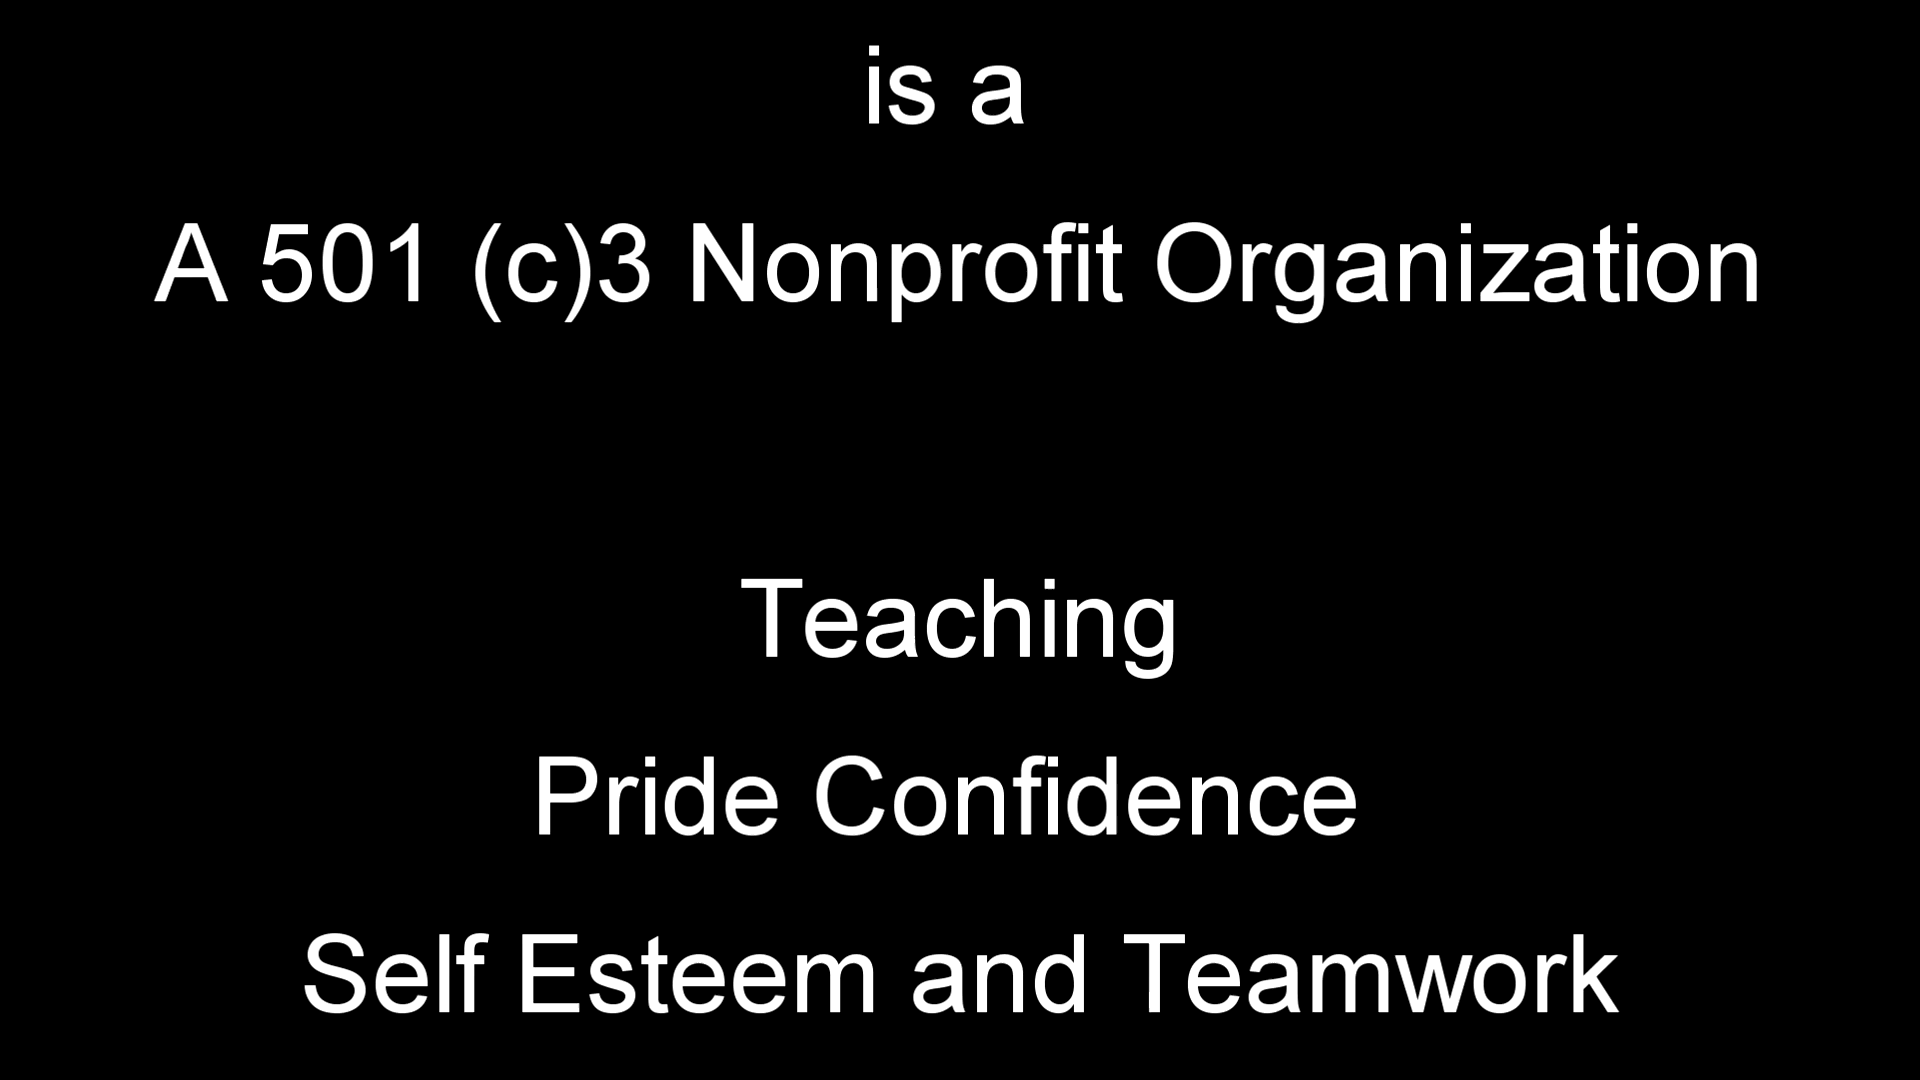 is a
A 501 (c)3 Nonprofit Organization
Teaching
Pride Confidence
Self Esteem and Teamwork